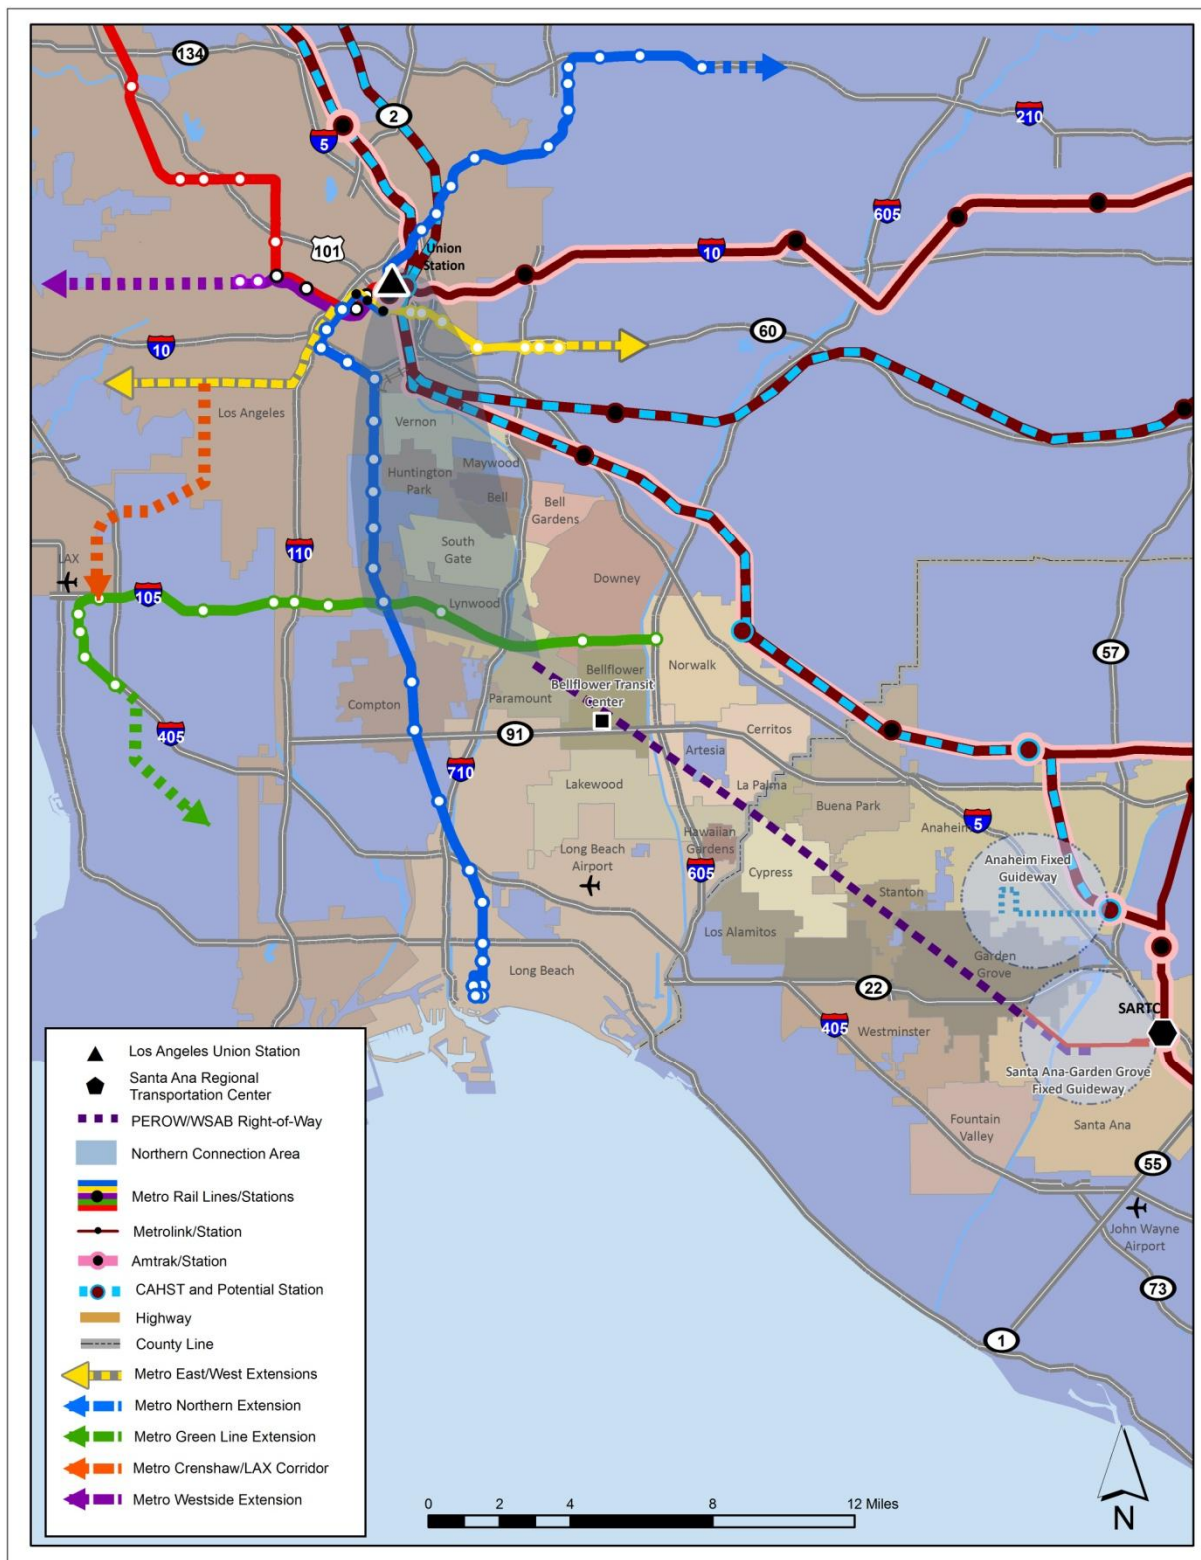 134
2
5
210
605
101
Union
Station
10
10
60
Los Angeles
Vernon
Maywood
Huntington
Park
Bell
Bell
Gardens
South
Gate
110
LAX
Downey
105
Lynwood
Norwalk
57
Bellflower
Bellflower Transit
Center
Paramount
Compton
405
91
Cerritos
Artesia
710
La Palma
Lakewood
Buena Park
5
Anaheim
Hawaiian
Gardens
Long Beach
Airport
605
Cypress
Anaheim Fixed
Guideway
Stanton
Los Alamitos
Garden
Grove
Long Beach
22
SARTC
405
Westminster
Santa Ana-Garden Grove
Fixed Guideway
Fountain
Valley
Santa Ana
55
John Wayne
Airport
73
1
Los Angeles Union Station
Santa Ana Regional
Transportation Center
PEROW/WSAB Right-of-Way
Northern Connection Area
Metro Rail Lines/Stations
Metrolink/Station
Amtrak/Station
CAHST and Potential Station
Highway
County Line
Metro East/West Extensions
Metro Northern Extension
Metro Green Line Extension
Metro Crenshaw/LAX Corridor
Metro Westside Extension
0 2 4 8 12 Miles
N